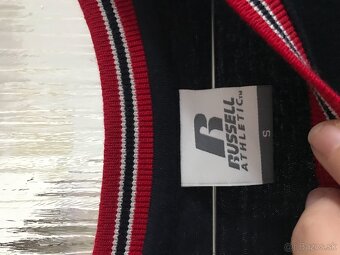 R
RUSSELL
ATHLETIC
S
bazos.sk